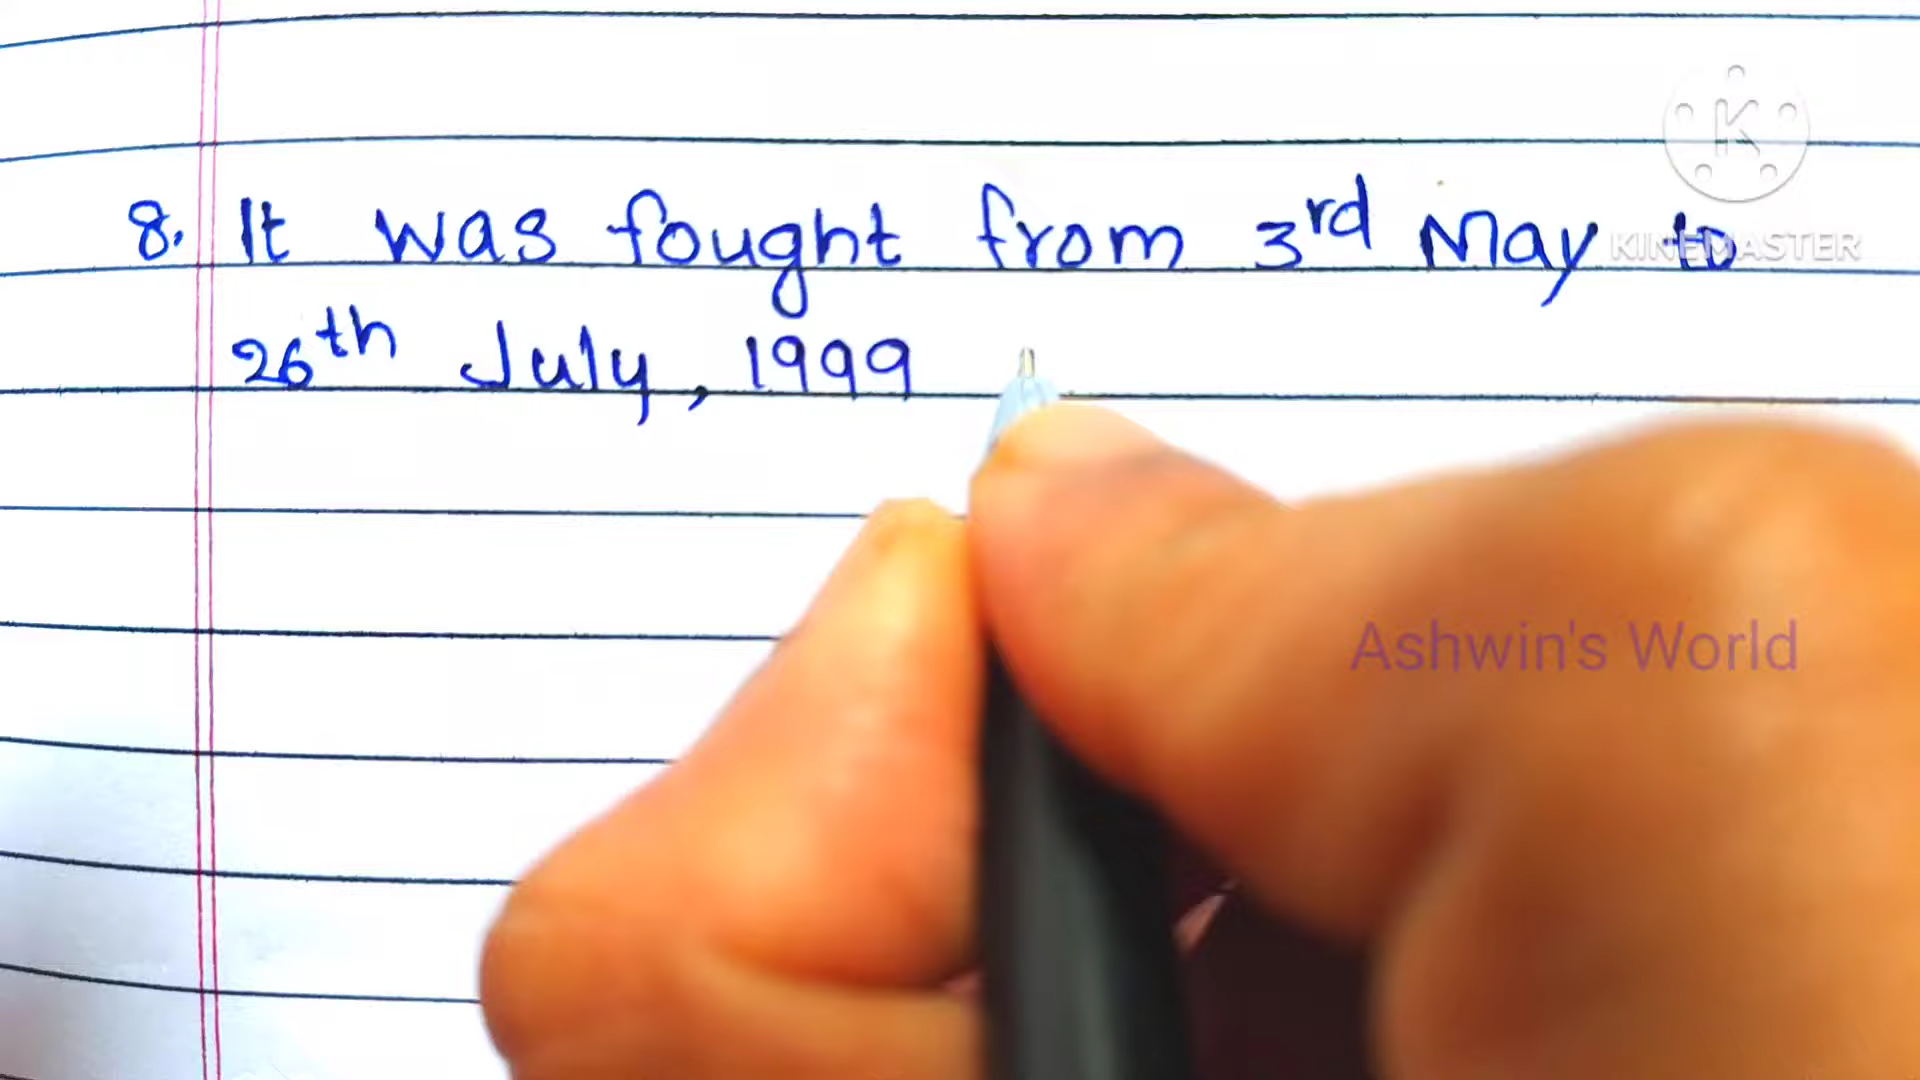 8. It was fought from 3rd May to
26th July, 1999
KINEMASTER
Ashwin's World